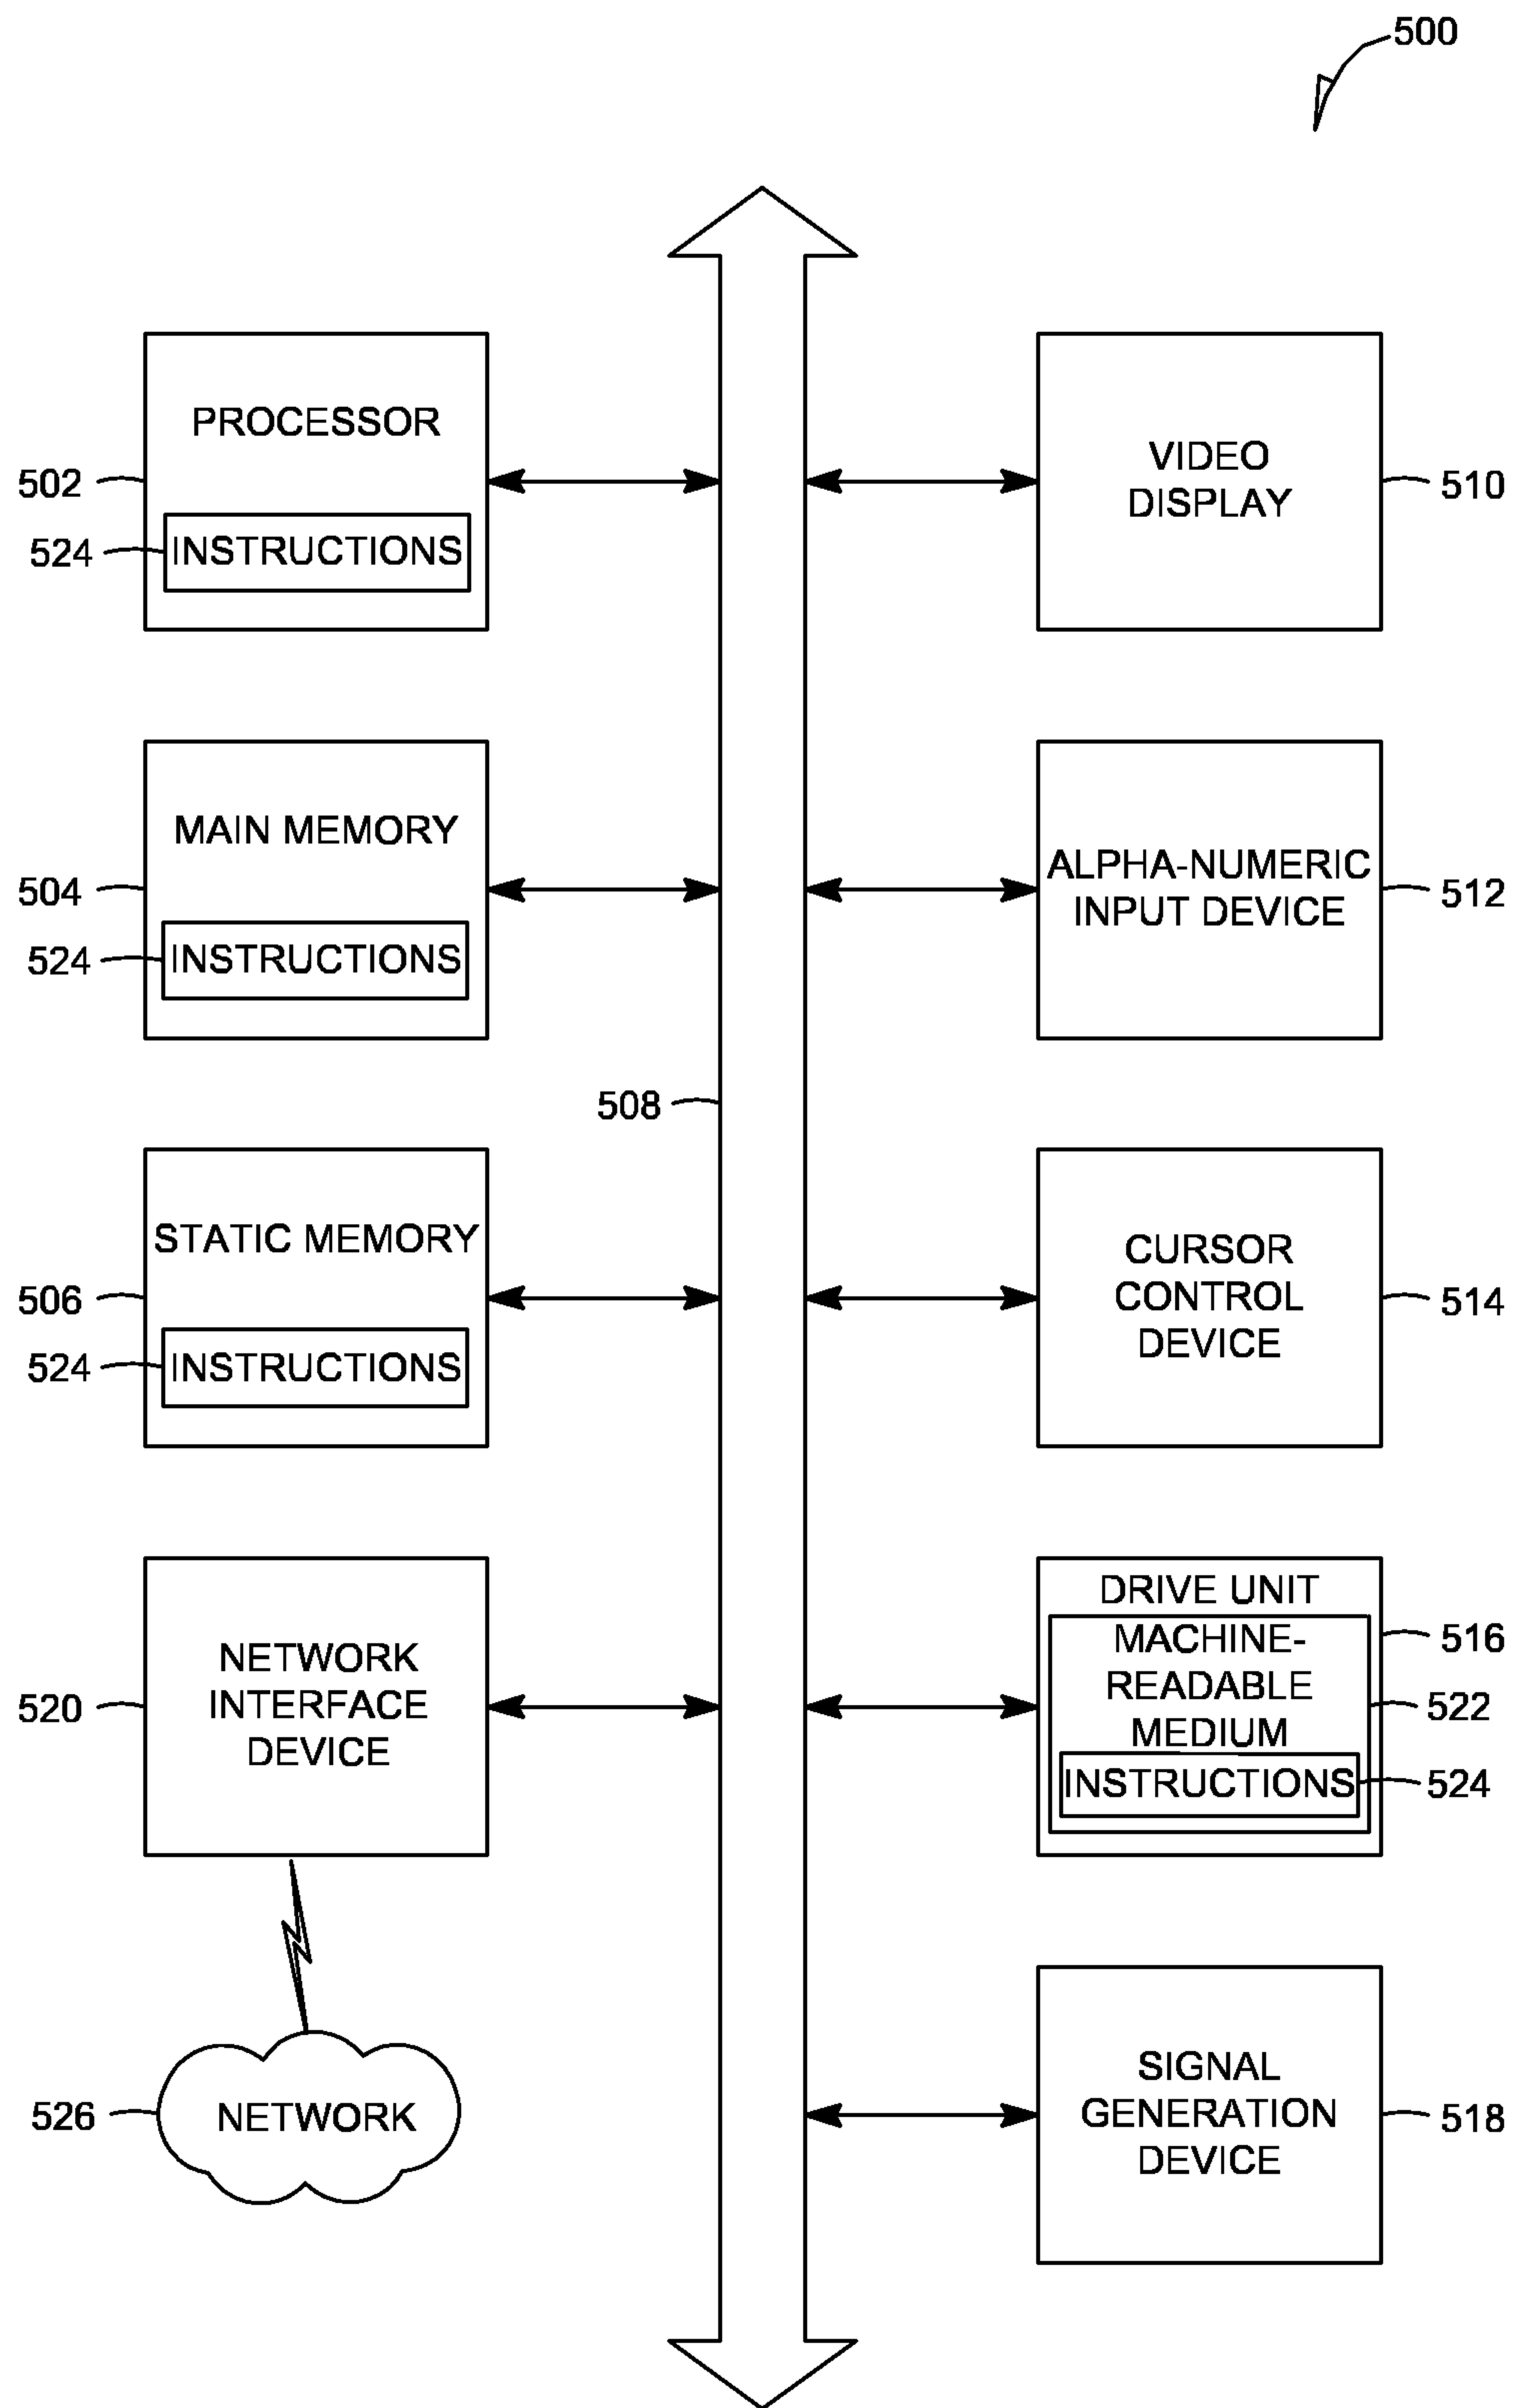 500
PROCESSOR
502
524
INSTRUCTIONS
VIDEO
DISPLAY
510
MAIN MEMORY
504
524
INSTRUCTIONS
ALPHA-NUMERIC
INPUT DEVICE
512
508
STATIC MEMORY
506
524
INSTRUCTIONS
CURSOR
CONTROL
DEVICE
514
NETWORK
INTERFACE
DEVICE
520
DRIVE UNIT
516
MACHINE-
READABLE
MEDIUM
522
INSTRUCTIONS
524
526
NETWORK
SIGNAL
GENERATION
DEVICE
518